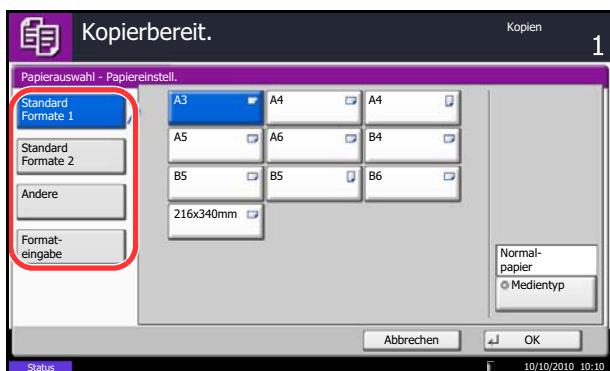 Kopierbereit.
Kopien
1
Papierauswahl - Papiereinstell.
Standard
Formate 1
Standard
Formate 2
Andere
Format-
eingabe
A3
A4
A4
A5
A6
B4
B5
B5
B6
216x340mm
Normal-
papier
Medientyp
Abbrechen
OK
Status
10/10/2010 10:10